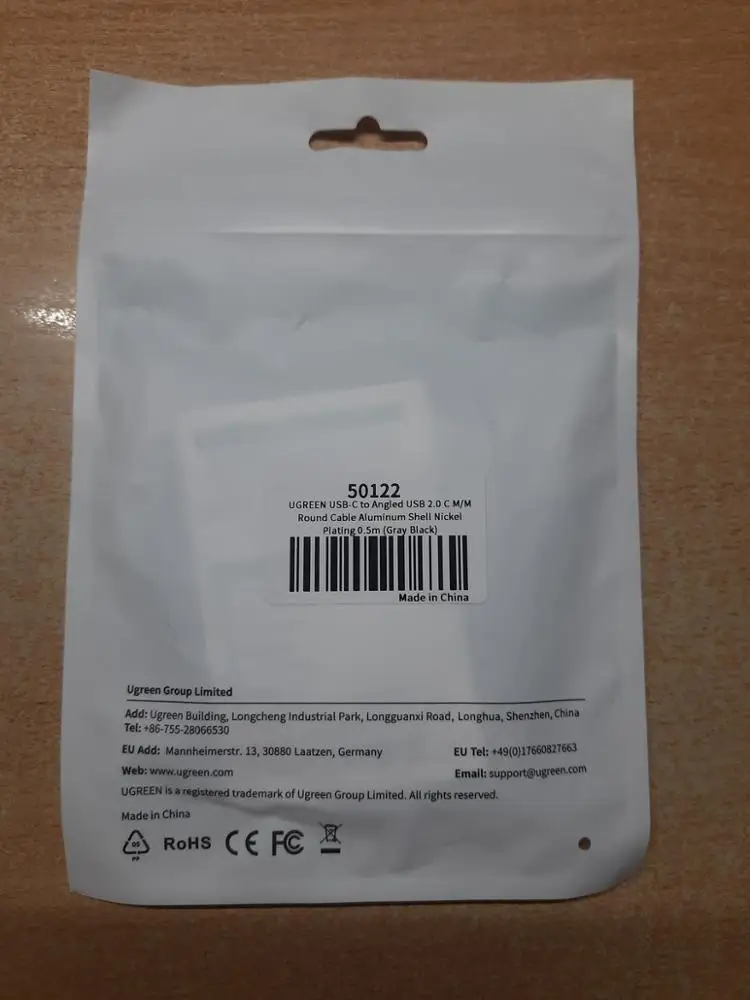 50122
UGREEN USB-C to Angled USB 2.0 C M/M
Round Cable Aluminum Shell Nickel
Plating 0.5m (Gray Black)
Made in China
Ugreen Group Limited
Add: Ugreen Building, Longcheng Industrial Park, Longguanxi Road, Longhua, Shenzhen, China
Tel: +86-755-28066530
EU Add: Mannheimerstr. 13, 30880 Laatzen, Germany EU Tel: +49(0)17660827663
Web: www.ugreen.com Email: support@ugreen.com
UGREEN is a registered trademark of Ugreen Group Limited. All rights reserved.
Made in China
05 RoHS CE FC
PP